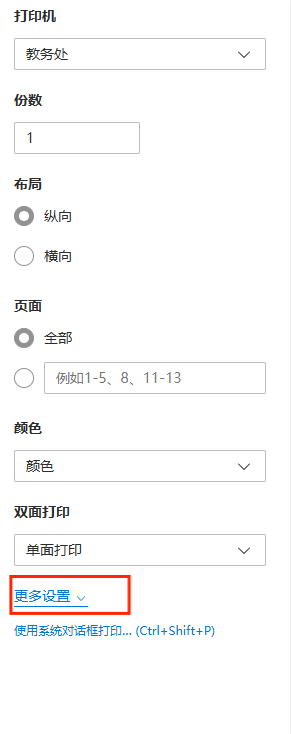 打印机
教务处
份数
1
布局
纵向
横向
页面
全部
例如1-5、8、11-13
颜色
颜色
双面打印
单面打印
更多设置
使用系统对话框打印... (Ctrl+Shift+P)